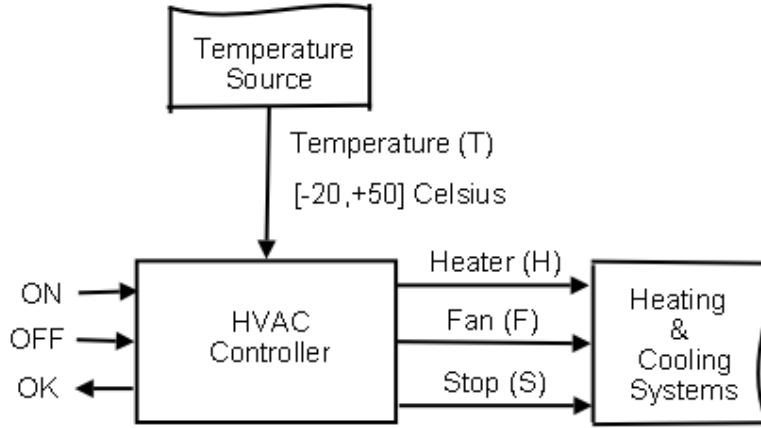 Temperature
Source
Temperature (T)
[-20,+50] Celsius
ON
OFF
OK
HVAC
Controller
Heater (H)
Fan (F)
Stop (S)
Heating
&
Cooling
Systems